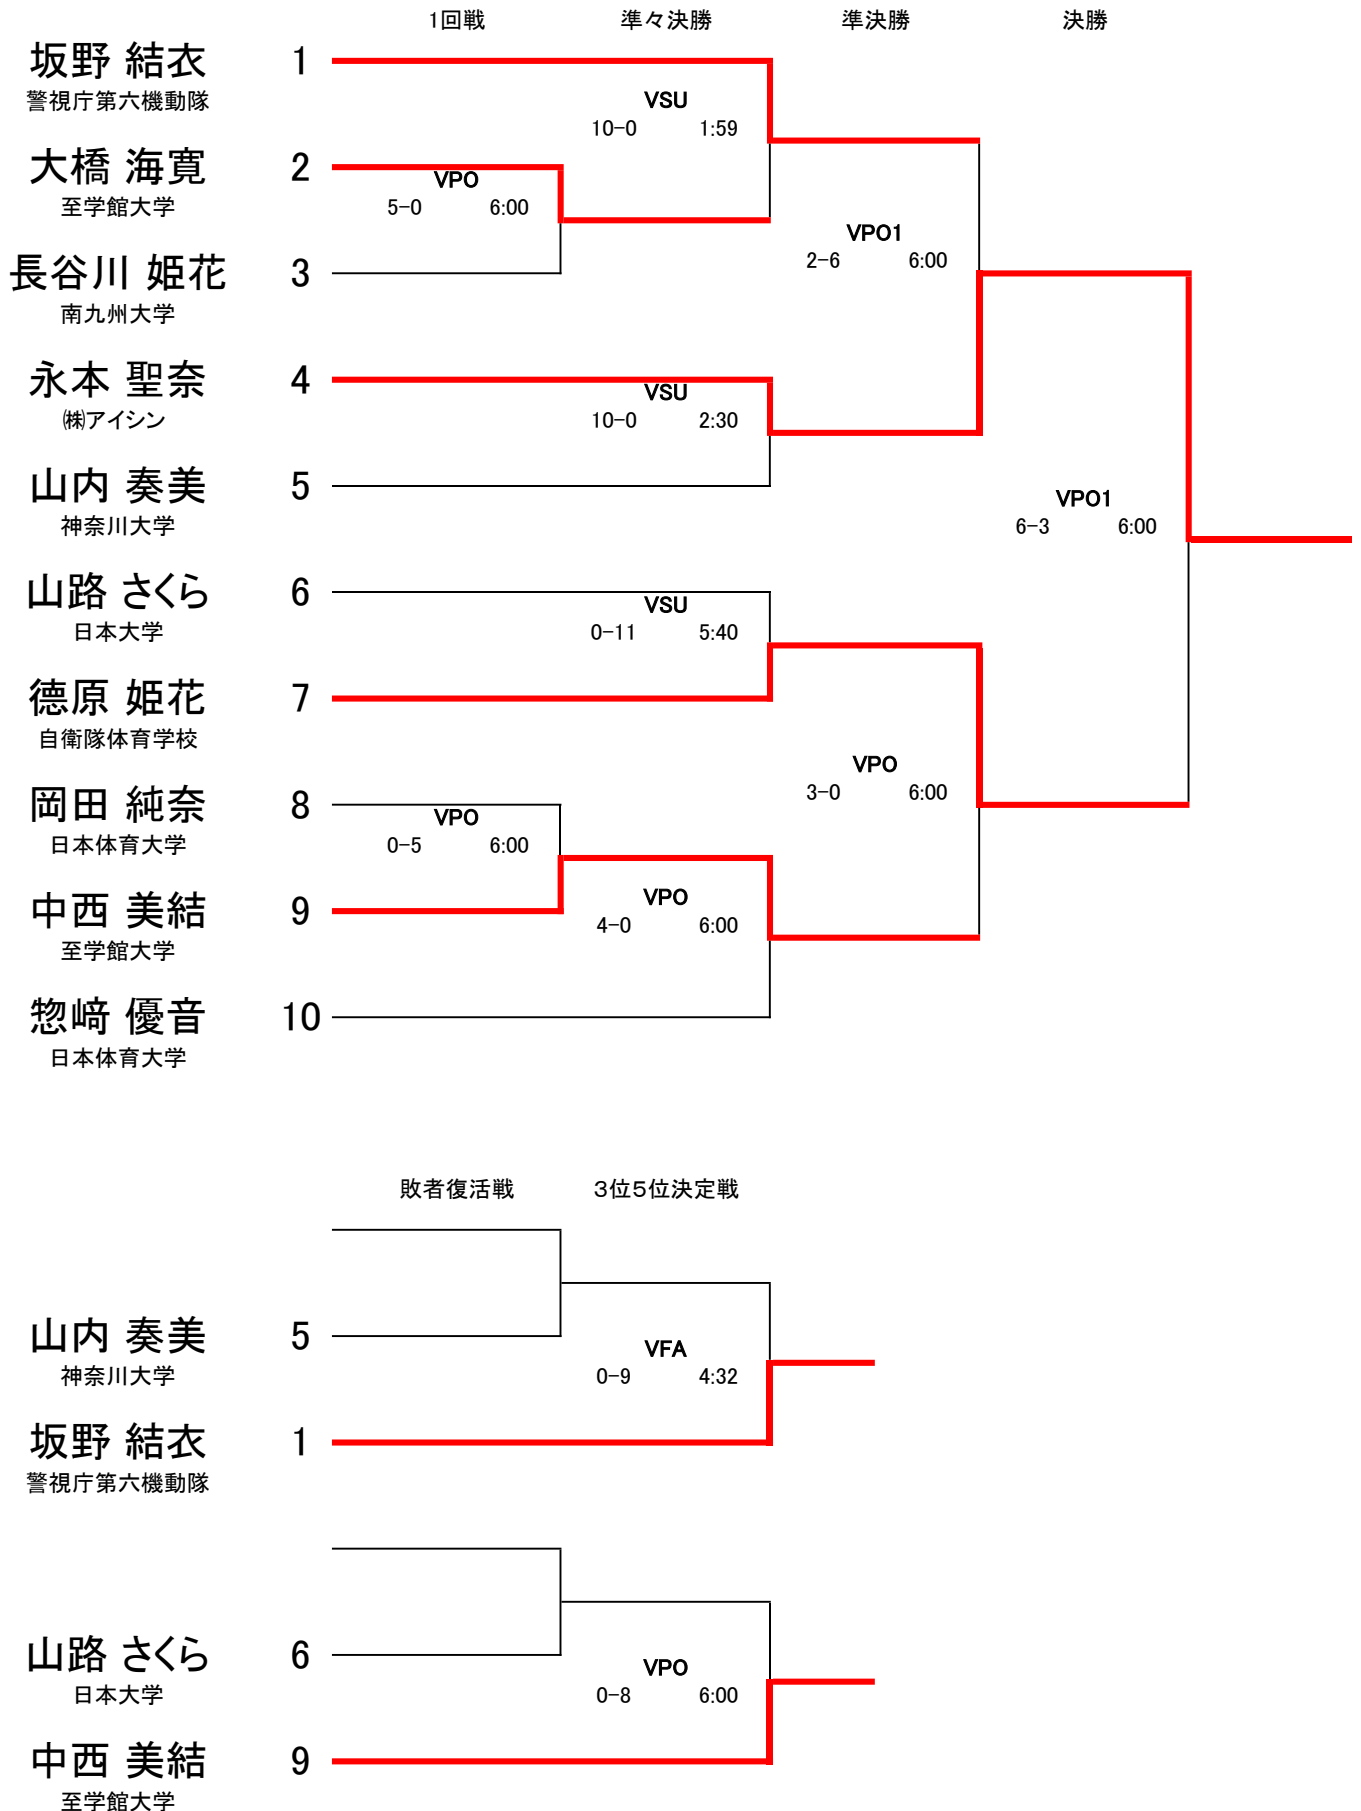 1回戦 準々決勝 準決勝 決勝
坂野 結衣 1
警視庁第六機動隊
VSU
10-0 1:59
大橋 海寛 2
至学館大学
VPO
5-0 6:00
長谷川 姫花 3
南九州大学
VPO1
2-6 6:00
永本 聖奈 4
㈱アイシン
VSU
10-0 2:30
山内 奏美 5
神奈川大学
VPO1
6-3 6:00
山路 さくら 6
日本大学
VSU
0-11 5:40
德原 姫花 7
自衛隊体育学校
VPO
3-0 6:00
岡田 純奈 8
日本体育大学
VPO
0-5 6:00
中西 美結 9
至学館大学
VPO
4-0 6:00
惣﨑 優音 10
日本体育大学
敗者復活戦 3位5位決定戦
山内 奏美 5
神奈川大学
VFA
0-9 4:32
坂野 結衣 1
警視庁第六機動隊
山路 さくら 6
日本大学
VPO
0-8 6:00
中西 美結 9
至学館大学